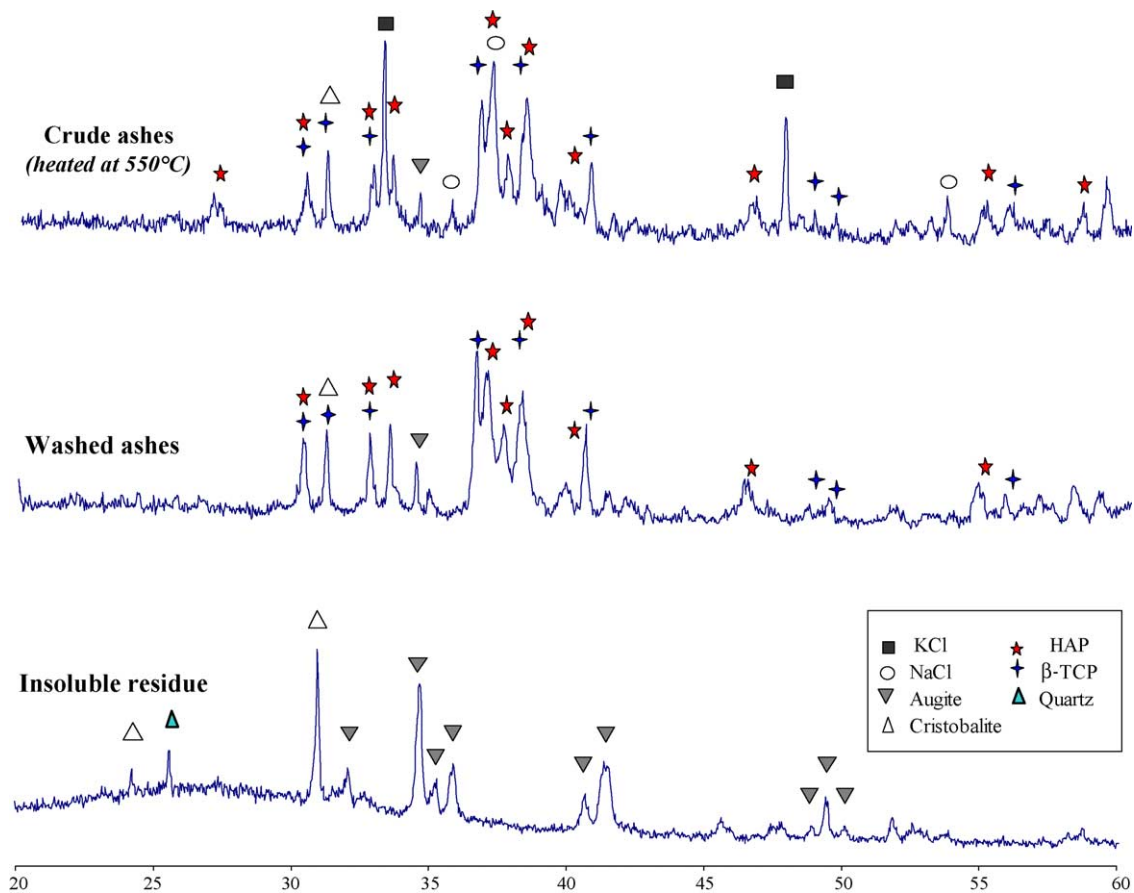 Crude ashes
(heated at 550°C)
Washed ashes
Insoluble residue
KCl
HAP
NaCl
β-TCP
Augite
Quartz
Cristobalite
20 25 30 35 40 45 50 55 60